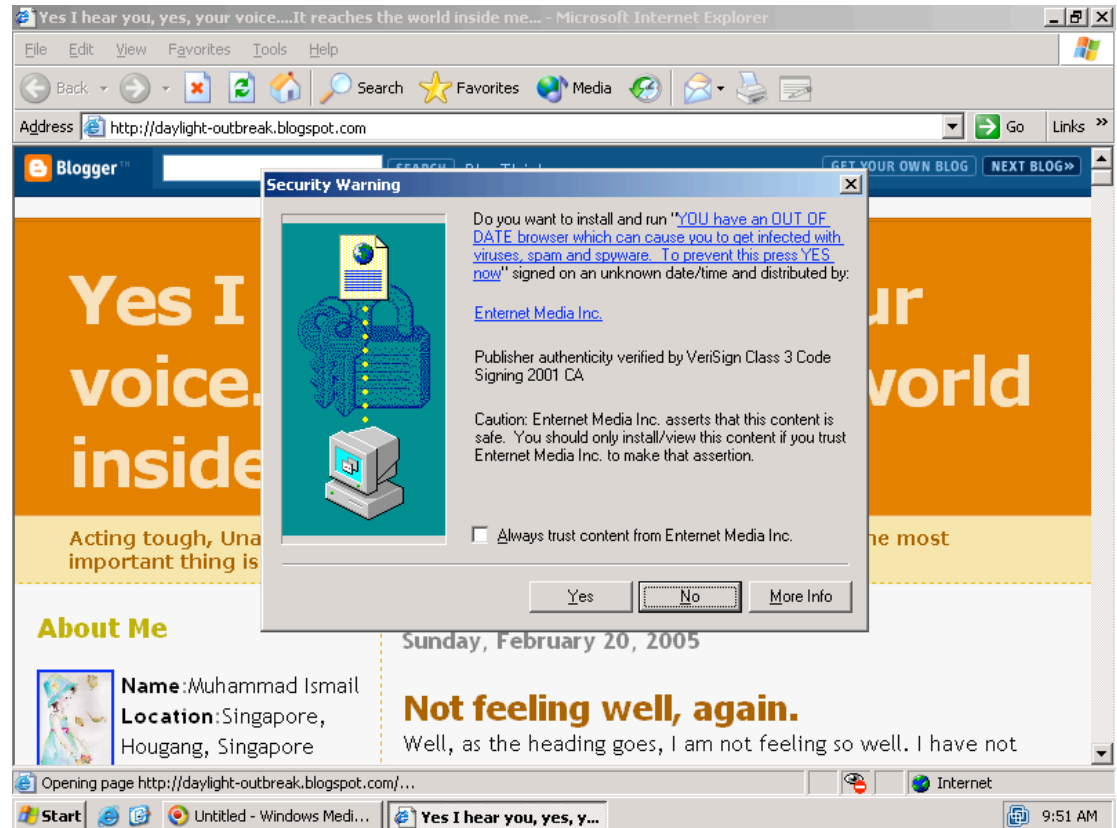 Yes I hear you, yes, your voice....It reaches the world inside me... - Microsoft Internet Explorer
File Edit View Favorites Tools Help
Back Search Favorites Media
Address http://daylight-outbreak.blogspot.com Go Links »
Blogger™ SEARCH GET YOUR OWN BLOG NEXT BLOG»
Security Warning
Do you want to install and run "YOU have an OUT OF
DATE browser which can cause you to get infected with
viruses, spam and spyware. To prevent this press YES
now" signed on an unknown date/time and distributed by:
Enternet Media Inc.
Publisher authenticity verified by VeriSign Class 3 Code
Signing 2001 CA
Caution: Enternet Media Inc. asserts that this content is
safe. You should only install/view this content if you trust
Enternet Media Inc. to make that assertion.
Always trust content from Enternet Media Inc.
Yes No More Info
Yes I
voice.
world
inside
Acting tough, he most
important thing is
About Me
Name:Muhammad Ismail
Location:Singapore,
Hougang, Singapore
Sunday, February 20, 2005
Not feeling well, again.
Well, as the heading goes, I am not feeling so well. I have not
Opening page http://daylight-outbreak.blogspot.com/... Internet
Start Untitled - Windows Medi... Yes I hear you, yes, y... 9:51 AM